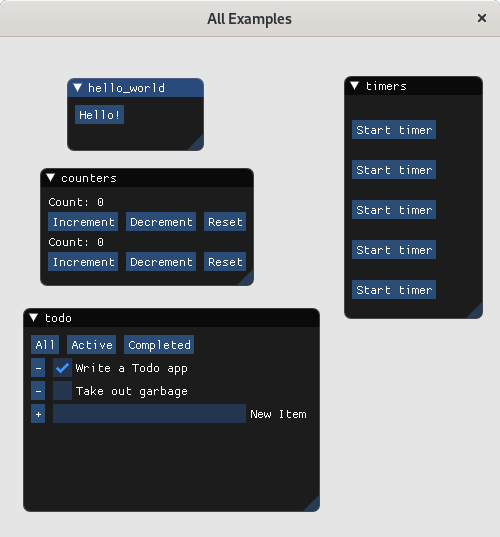 All Examples
hello_world
Hello!
counters
Count: 0
Increment Decrement Reset
Count: 0
Increment Decrement Reset
todo
All Active Completed
- Write a Todo app
- Take out garbage
+ New Item
timers
Start timer
Start timer
Start timer
Start timer
Start timer